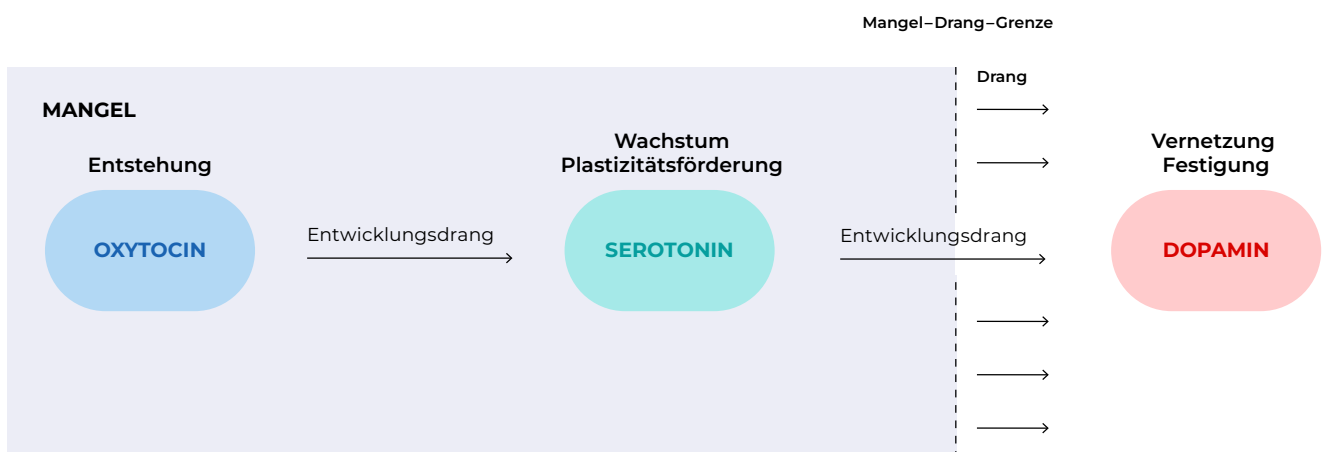 Mangel–Drang–Grenze
Drang
MANGEL
Entstehung
OXYTOCIN
Entwicklungsdrang
Wachstum
Plastizitätsförderung
SEROTONIN
Entwicklungsdrang
Vernetzung
Festigung
DOPAMIN